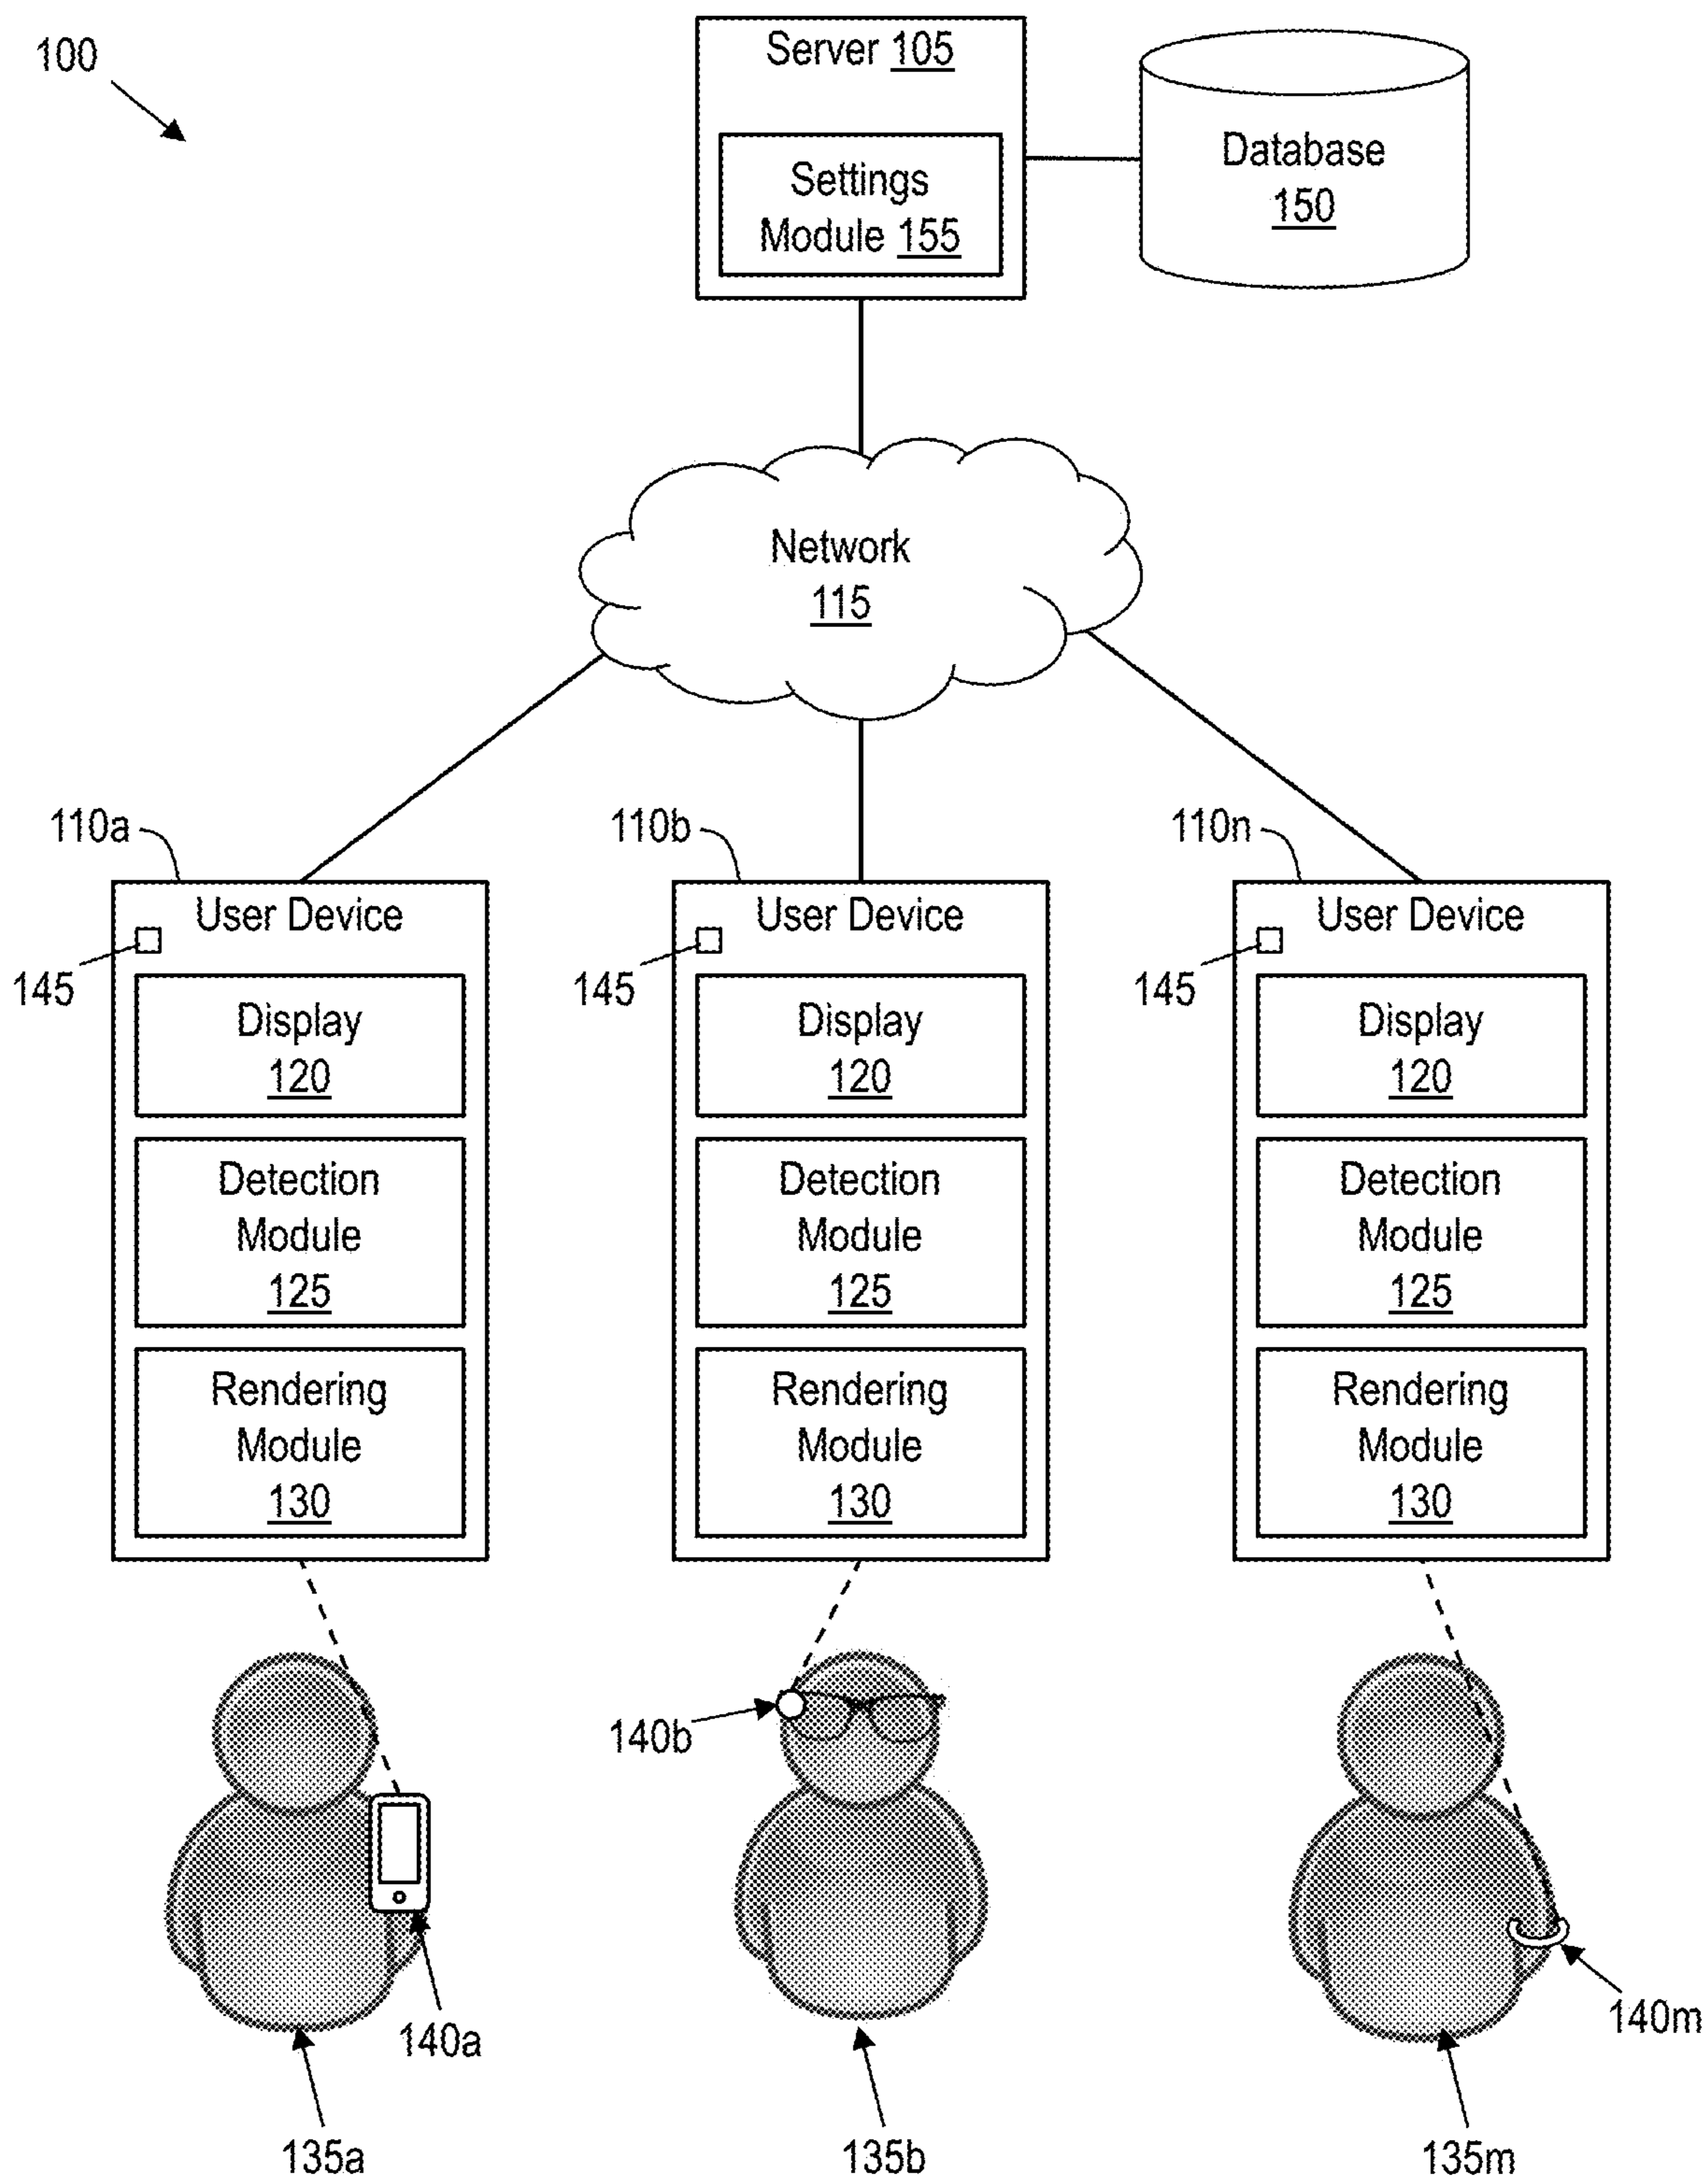 100
Server 105
Settings
Module 155
Database
150
Network
115
110a
110b
110n
User Device
User Device
User Device
145
145
145
Display
120
Display
120
Display
120
Detection
Module
125
Detection
Module
125
Detection
Module
125
Rendering
Module
130
Rendering
Module
130
Rendering
Module
130
140b
140a
140m
135a
135b
135m